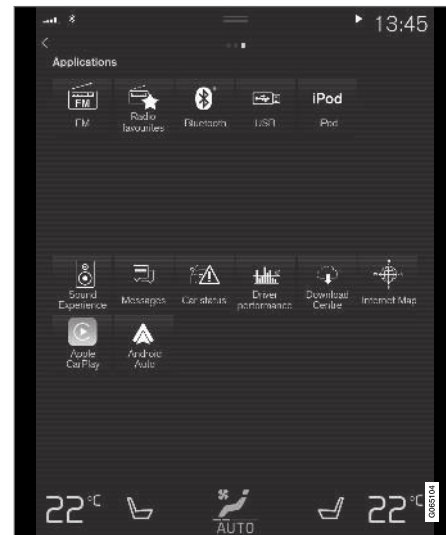 13:45
Applications
FM
iPod
FM
Radio
favourites
Bluetooth
USB
iPod
Sound
Experience
Messages
Car status
Driver
performance
Download
Centre
Internet Map
Apple
CarPlay
Android
Auto
22°C
22°C
AUTO
G065104